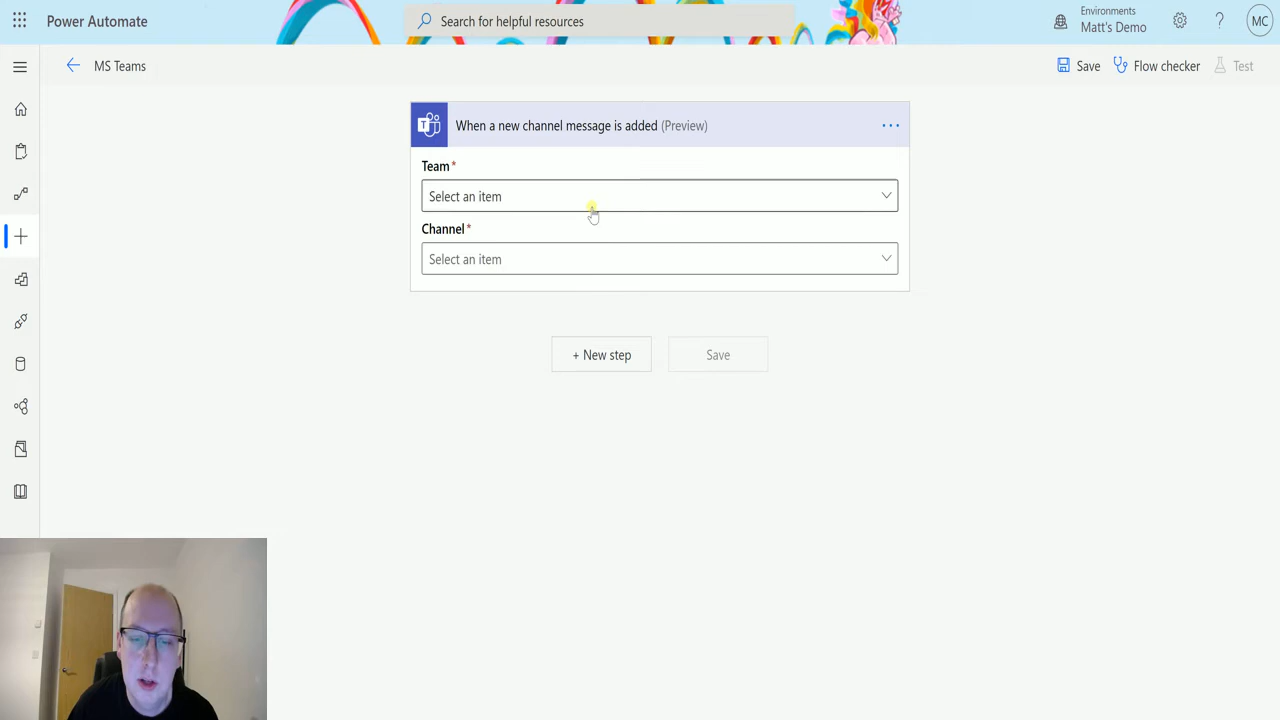 Power Automate
Search for helpful resources
Environments
Matt's Demo
MC
MS Teams
Save
Flow checker
Test
When a new channel message is added (Preview)
Team*
Select an item
Channel*
Select an item
+ New step
Save